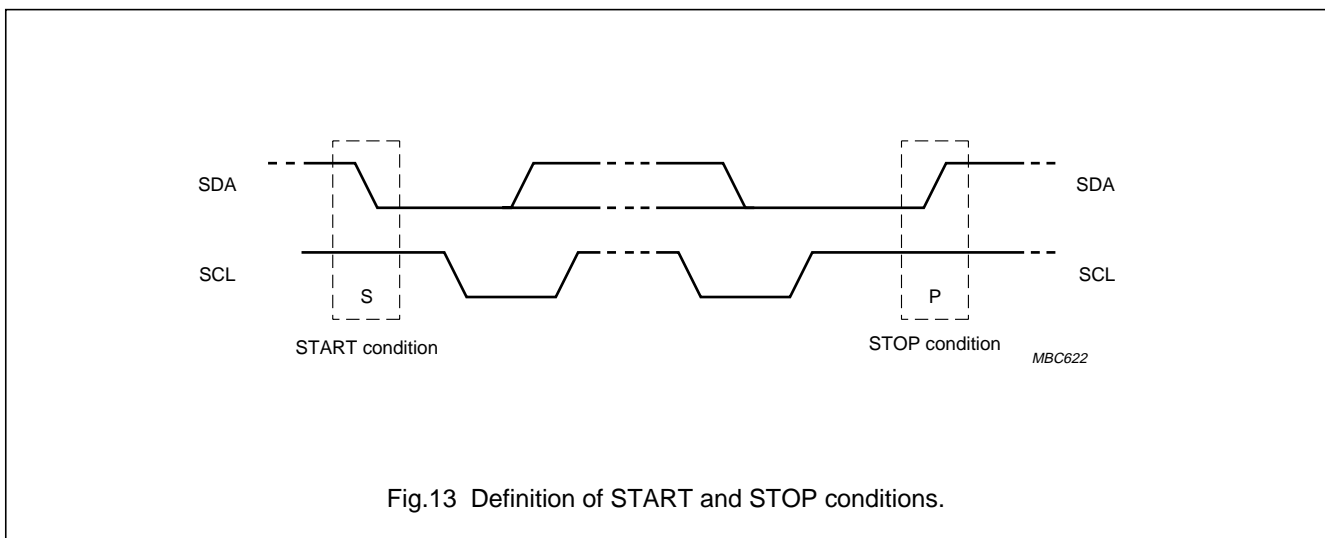 SDA SDA
SCL SCL
S P
START condition STOP condition
MBC622
Fig.13 Definition of START and STOP conditions.